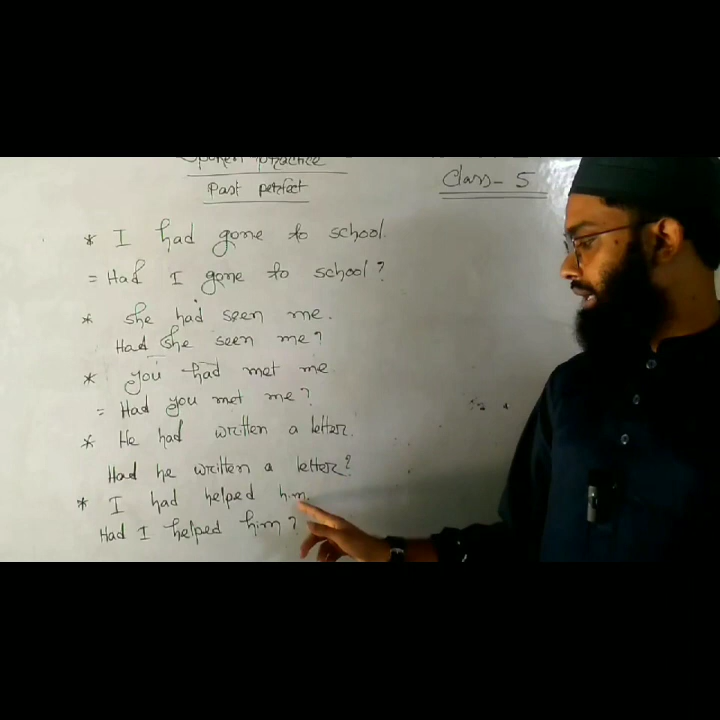 Spoken Practice
Past perfect
Class- 5
* I had gone to school.
= Had I gone to school?
* She had seen me.
Had She seen me?
* you had met me.
= Had you met me?
* He had written a letter.
Had he written a letter?
* I had helped him.
Had I helped him?